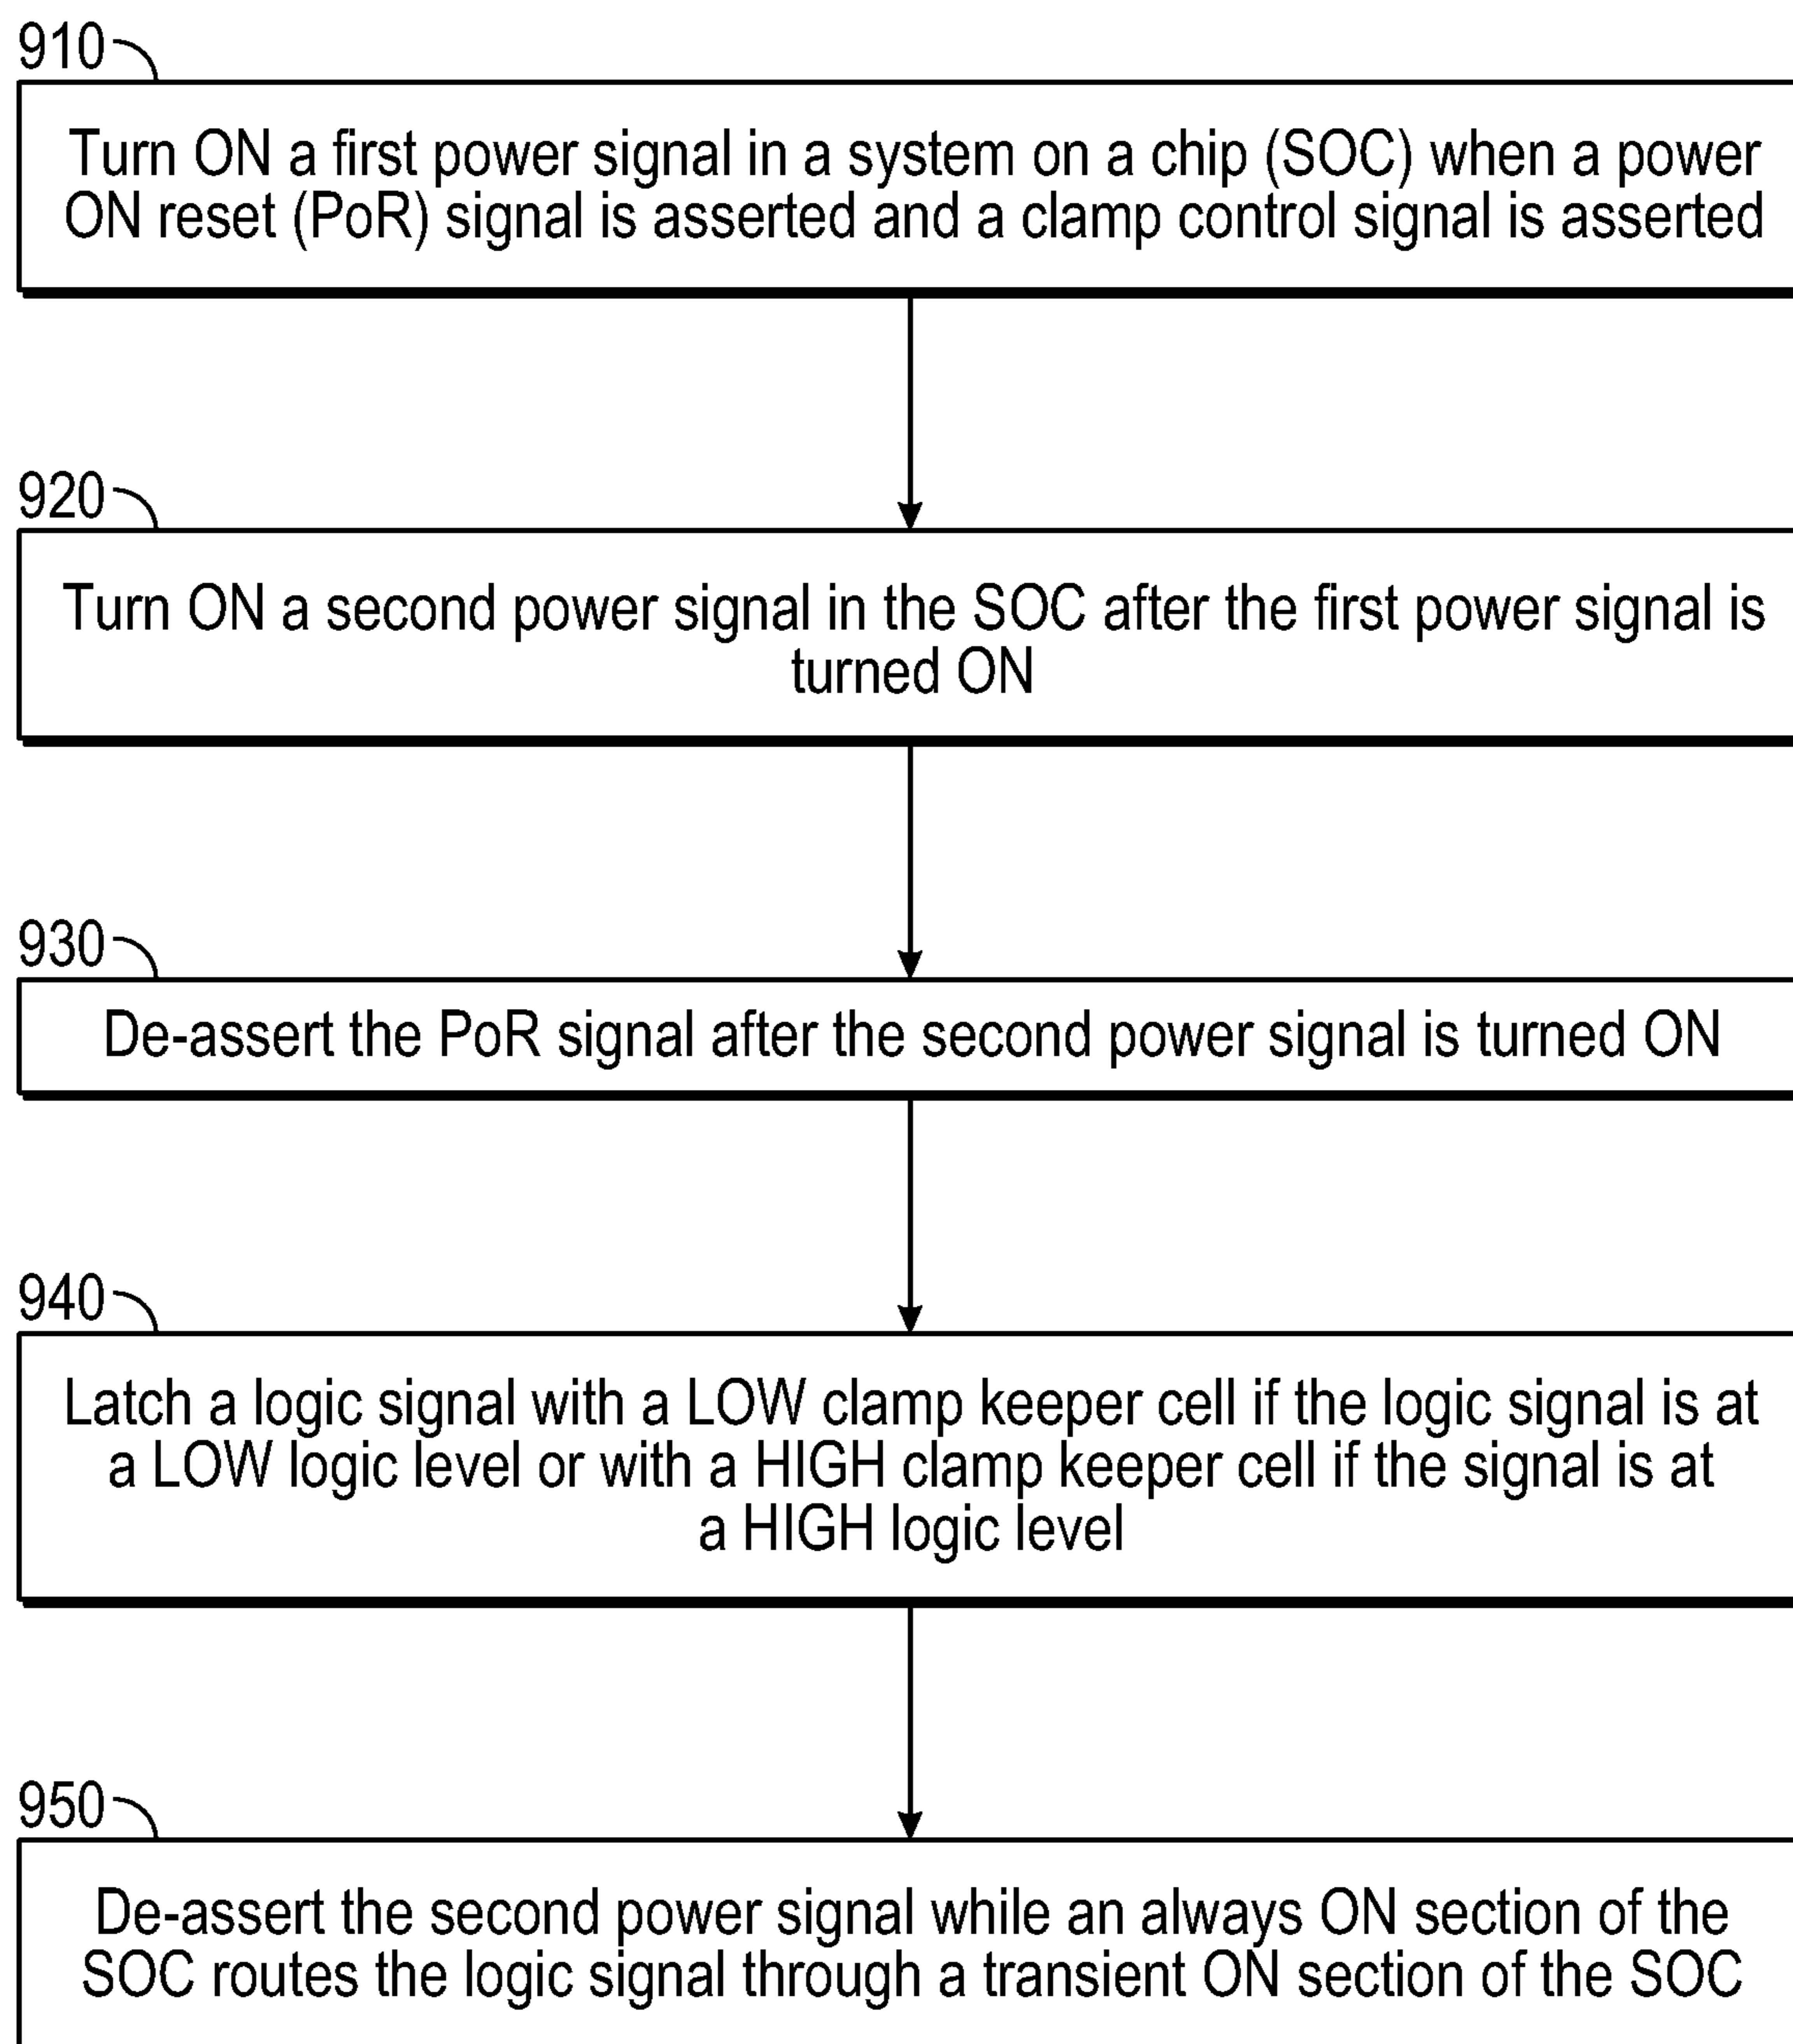 910
Turn ON a first power signal in a system on a chip (SOC) when a power
ON reset (PoR) signal is asserted and a clamp control signal is asserted
920
Turn ON a second power signal in the SOC after the first power signal is
turned ON
930
De-assert the PoR signal after the second power signal is turned ON
940
Latch a logic signal with a LOW clamp keeper cell if the logic signal is at
a LOW logic level or with a HIGH clamp keeper cell if the signal is at
a HIGH logic level
950
De-assert the second power signal while an always ON section of the
SOC routes the logic signal through a transient ON section of the SOC